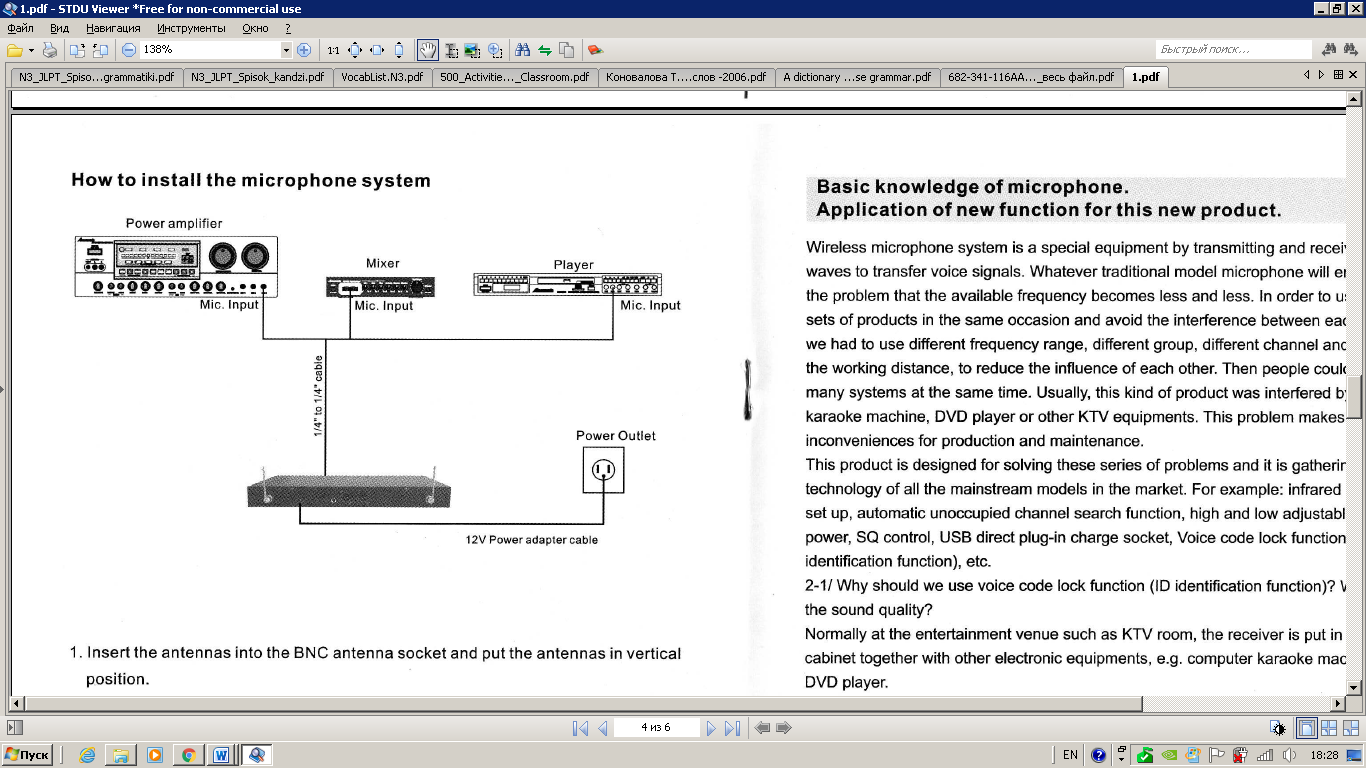 1.pdf - STDU Viewer *Free for non-commercial use
Файл Вид Навигация Инструменты Окно ?
138%
1:1
Быстрый поиск...
N3_JLPT_Spiso...grammatiki.pdf
N3_JLPT_Spisok_kandzi.pdf
VocabList.N3.pdf
500_Activitie..._Classroom.pdf
Коновалова Т....слов -2006.pdf
A dictionary ...se grammar.pdf
682-341-116AA..._весь файл.pdf
1.pdf
How to install the microphone system
Power amplifier
Mixer
Player
Mic. Input
Mic. Input
Mic. Input
1/4" to 1/4" cable
Power Outlet
12V Power adapter cable
1. Insert the antennas into the BNC antenna socket and put the antennas in vertical
position.
Basic knowledge of microphone.
Application of new function for this new product.
Wireless microphone system is a special equipment by transmitting and recei
waves to transfer voice signals. Whatever traditional model microphone will e
the problem that the available frequency becomes less and less. In order to u
sets of products in the same occasion and avoid the interference between ea
we had to use different frequency range, different group, different channel and
the working distance, to reduce the influence of each other. Then people coul
many systems at the same time. Usually, this kind of product was interfered b
karaoke machine, DVD player or other KTV equipments. This problem makes
inconveniences for production and maintenance.
This product is designed for solving these series of problems and it is gatherin
technology of all the mainstream models in the market. For example: infrared
set up, automatic unoccupied channel search function, high and low adjustabl
power, SQ control, USB direct plug-in charge socket, Voice code lock function
identification function), etc.
2-1/ Why should we use voice code lock function (ID identification function)? W
the sound quality?
Normally at the entertainment venue such as KTV room, the receiver is put in
cabinet together with other electronic equipments, e.g. computer karaoke mac
DVD player.
4 из 6
Пуск
EN
18:28